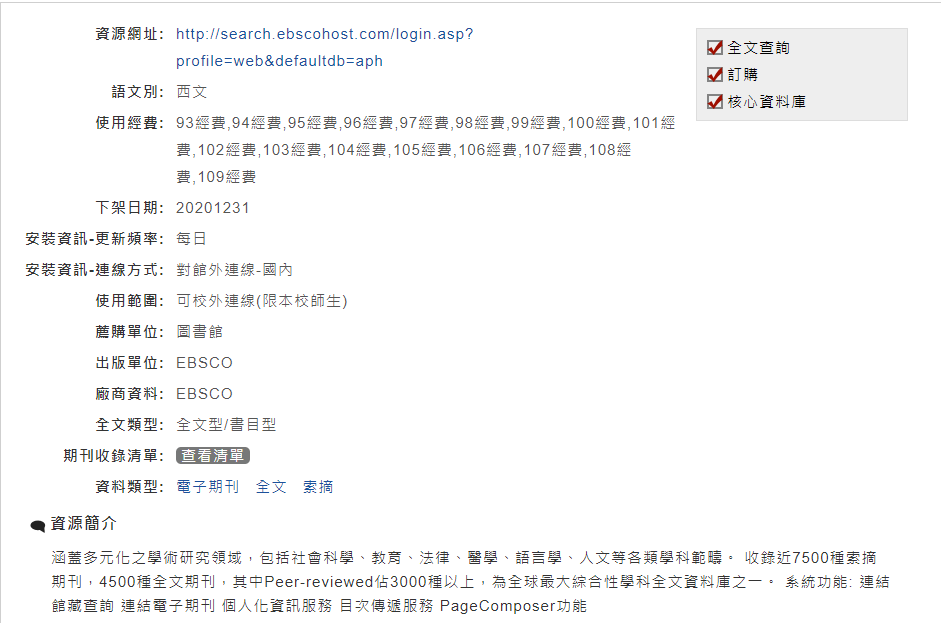 資源網址: http://search.ebscohost.com/login.asp?
profile=web&defaultdb=aph
全文查詢
訂購
核心資料庫
語文別: 西文
使用經費: 93經費,94經費,95經費,96經費,97經費,98經費,99經費,100經費,101經
費,102經費,103經費,104經費,105經費,106經費,107經費,108經
費,109經費
下架日期: 20201231
安裝資訊-更新頻率: 每日
安裝資訊-連線方式: 對館外連線-國內
使用範圍: 可校外連線(限本校師生)
薦購單位: 圖書館
出版單位: EBSCO
廠商資料: EBSCO
全文類型: 全文型/書目型
期刊收錄清單: 查看清單
資料類型: 電子期刊 全文 索摘
資源簡介
涵蓋多元化之學術研究領域，包括社會科學、教育、法律、醫學、語言學、人文等各類學科範疇。 收錄近7500種索摘
期刊，4500種全文期刊，其中Peer-reviewed佔3000種以上，為全球最大綜合性學科全文資料庫之一。 系統功能: 連結
館藏查詢 連結電子期刊 個人化資訊服務 目次傳遞服務 PageComposer功能